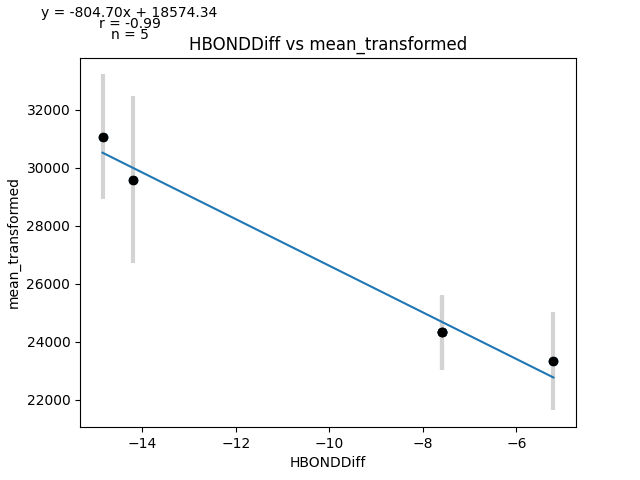 y = -804.70x + 18574.34
r = -0.99
n = 5
HBONDDiff vs mean_transformed
32000
30000
28000
26000
24000
22000
mean_transformed
−14
−12
−10
−8
−6
HBONDDiff